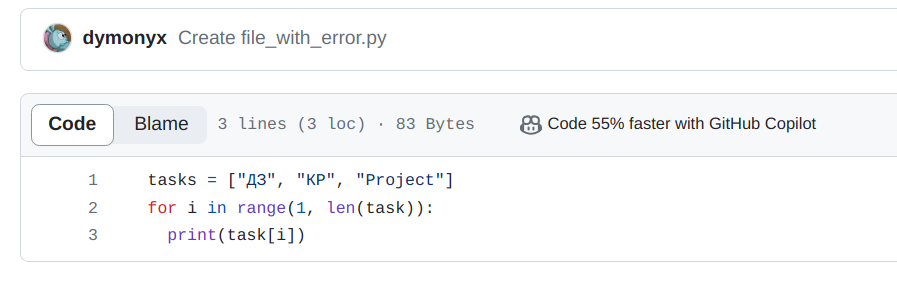 dymonyx Create file_with_error.py
Code Blame 3 lines (3 loc) · 83 Bytes Code 55% faster with GitHub Copilot
1 tasks = ["ДЗ", "КР", "Project"]
2 for i in range(1, len(task)):
3 print(task[i])